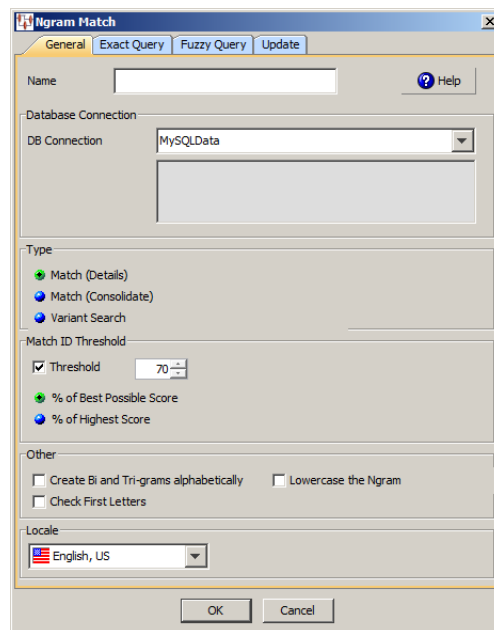 Ngram Match
General Exact Query Fuzzy Query Update
Name Help
Database Connection
DB Connection MySQLData
Type
Match (Details)
Match (Consolidate)
Variant Search
Match ID Threshold
Threshold 70
% of Best Possible Score
% of Highest Score
Other
Create Bi and Tri-grams alphabetically Lowercase the Ngram
Check First Letters
Locale
English, US
OK Cancel